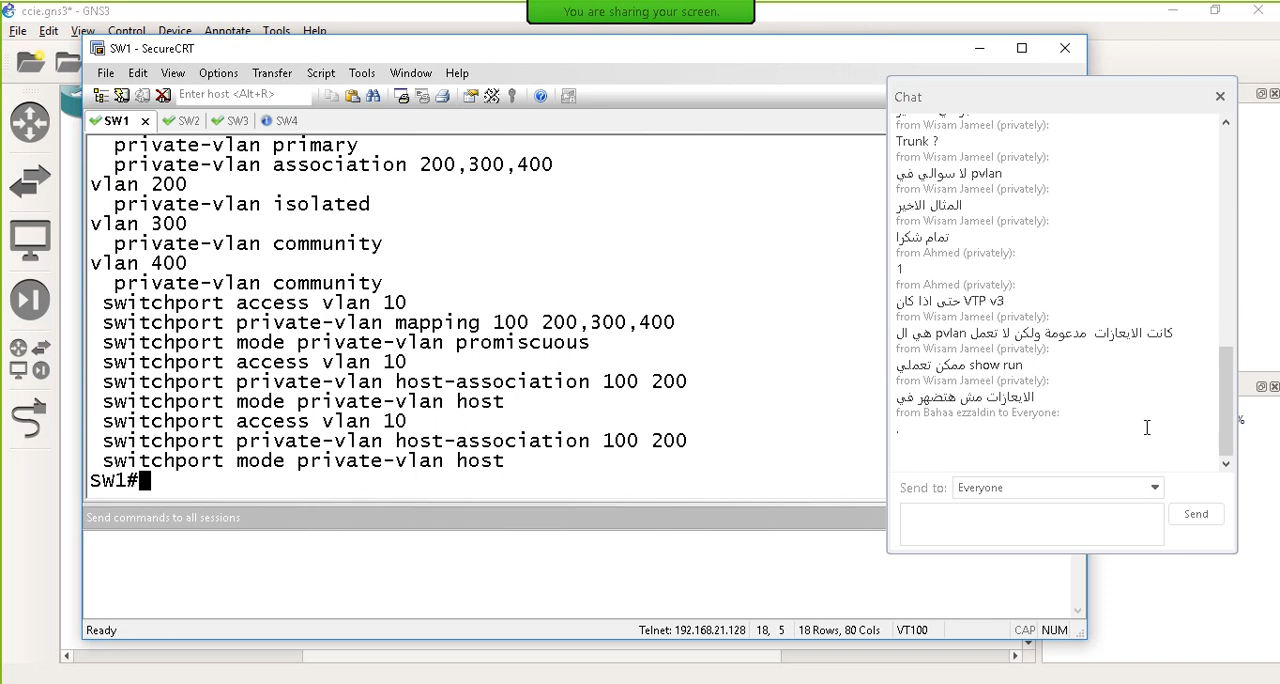 ccie.gns3* - GNS3
You are sharing your screen.
File Edit View Control Device Annotate Tools Help
SW1 - SecureCRT
File Edit View Options Transfer Script Tools Window Help
Enter host <Alt+R>
SW1 x SW2 SW3 SW4
private-vlan primary
private-vlan association 200,300,400
vlan 200
private-vlan isolated
vlan 300
private-vlan community
vlan 400
private-vlan community
switchport access vlan 10
switchport private-vlan mapping 100 200,300,400
switchport mode private-vlan promiscuous
switchport access vlan 10
switchport private-vlan host-association 100 200
switchport mode private-vlan host
switchport access vlan 10
switchport private-vlan host-association 100 200
switchport mode private-vlan host
SW1#
Send commands to all sessions
Ready
Telnet: 192.168.21.128 18, 5 18 Rows, 80 Cols VT100 CAP NUM
Chat
from Wisam Jameel (privately):
Trunk ?
from Wisam Jameel (privately):
لا سوالي في pvlan
from Wisam Jameel (privately):
المثال الاخير
from Wisam Jameel (privately):
تمام شكرا
from Ahmed (privately):
1
from Ahmed (privately):
حتى اذا كان VTP v3
from Wisam Jameel (privately):
كانت الايعازات مدعومة ولكن لا تعمل pvlan هي ال
from Wisam Jameel (privately):
ممكن تعملي show run
from Wisam Jameel (privately):
الايعازات مش هتضهر في
from Bahaa ezzaldin to Everyone:
.
Send to: Everyone
Send
%